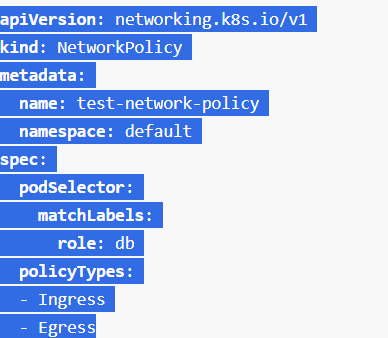 apiVersion: networking.k8s.io/v1
kind: NetworkPolicy
metadata:
  name: test-network-policy
  namespace: default
spec:
  podSelector:
    matchLabels:
      role: db
  policyTypes:
  - Ingress
  - Egress